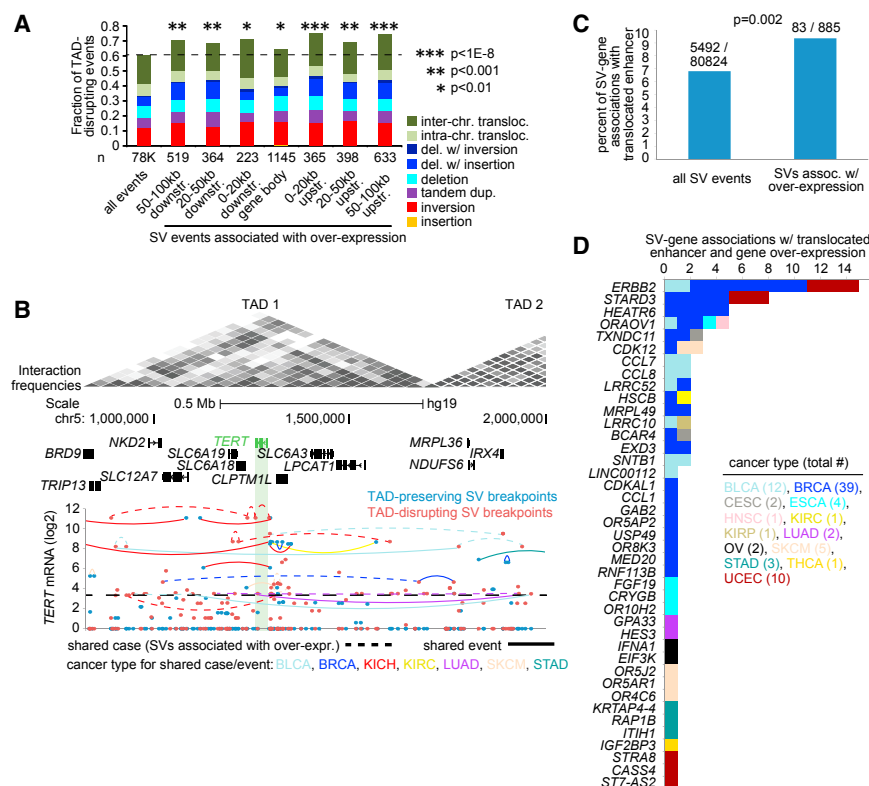 A
Fraction of TAD-
disrupting events
0.8
0.7
0.6
0.5
0.4
0.3
0.2
0.1
0
** ** * * *** ** ***
*** p<1E-8
** p<0.001
* p<0.01
n 78K 519 364 223 1145 365 398 633
all events
50-100kb downstr.
20-50kb downstr.
0-20kb downstr.
gene body
0-20kb upstr.
20-50kb upstr.
50-100kb upstr.
SV events associated with over-expression
inter-chr. transloc.
intra-chr. transloc.
del. w/ inversion
del. w/ insertion
deletion
tandem dup.
inversion
insertion
B
TAD 1
TAD 2
Interaction
frequencies
Scale 0.5 Mb hg19
chr5: 1,000,000 1,500,000 2,000,000
NKD2 TERT MRPL36
BRD9 SLC6A19 SLC6A3 IRX4
SLC6A18 LPCAT1 NDUFS6
TRIP13 SLC12A7 CLPTM1L
TAD-preserving SV breakpoints
TAD-disrupting SV breakpoints
TERT mRNA (log2)
12
10
8
6
4
2
0
shared case (SVs associated with over-expr.) shared event
cancer type for shared case/event: BLCA, BRCA, KICH, KIRC, LUAD, SKCM, STAD
C
percent of SV-gene
associations with
translocated enhancer
10
9
8
7
6
5
4
3
2
1
0
p=0.002
5492 /
80824
83 / 885
all SV events
SVs assoc. w/
over-expression
D
SV-gene associations w/ translocated
enhancer and gene over-expression
0 2 4 6 8 10 12 14
ERBB2
STARD3
HEATR6
ORAOV1
TXNDC11
CDK12
CCL7
CCL8
LRRC52
HSCB
MRPL49
LRRC10
BCAR4
EXD3
SNTB1
LINC00112
CDKAL1
CCL1
GAB2
OR5AP2
USP49
OR8K3
MED20
RNF113B
FGF19
CRYGB
OR10H2
GPA33
HES3
IFNA1
EIF3K
OR5J2
OR5AR1
OR4C6
KRTAP4-4
RAP1B
ITIH1
IGF2BP3
STRA8
CASS4
ST7-AS2
cancer type (total #)
BLCA (12), BRCA (39),
CESC (2), ESCA (4),
HNSC (1), KIRC (1),
KIRP (1), LUAD (2),
OV (2), SKCM (5),
STAD (3), THCA (1),
UCEC (10)